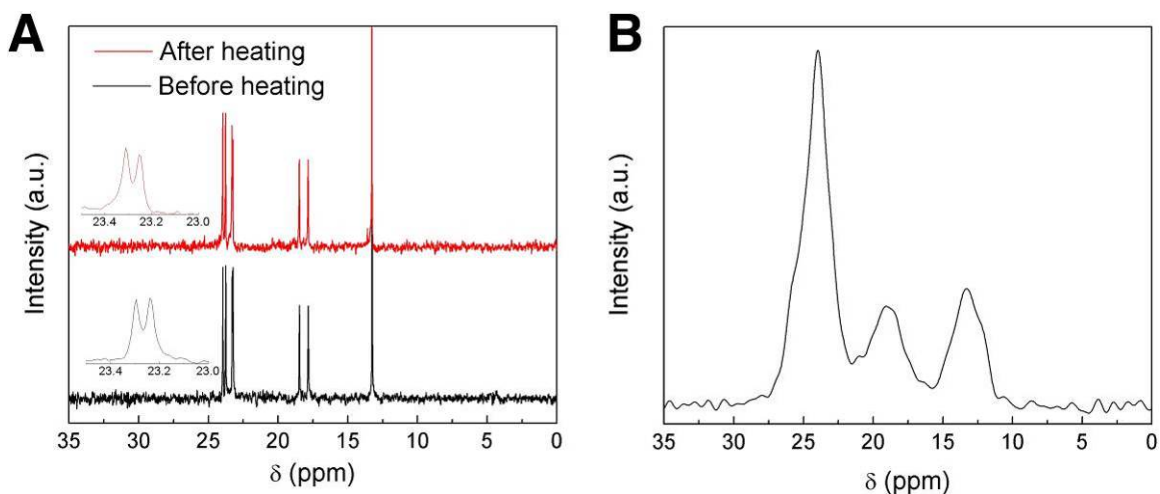 A
B
After heating
Before heating
23.4 23.2 23.0
23.4 23.2 23.0
Intensity (a.u.)
35 30 25 20 15 10 5 0
δ (ppm)
Intensity (a.u.)
35 30 25 20 15 10 5 0
δ (ppm)